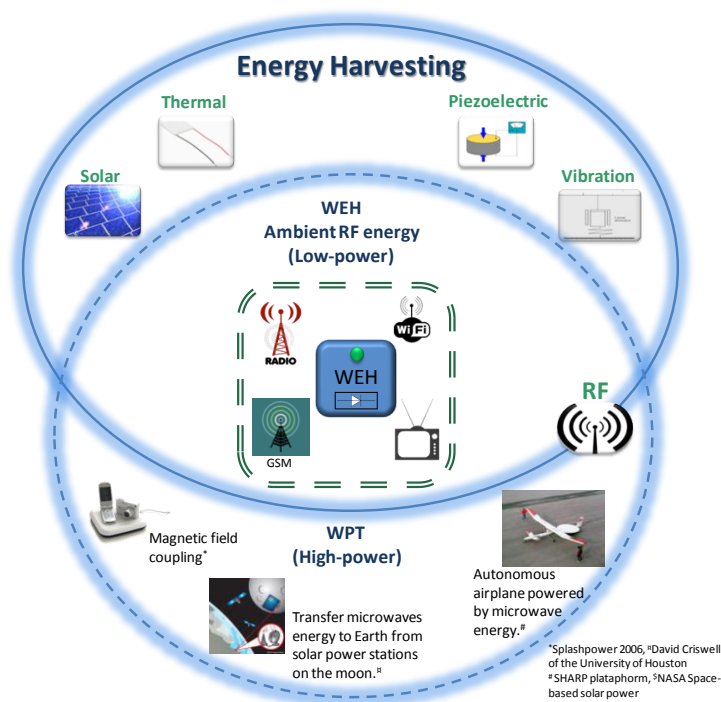 Energy Harvesting
Thermal
Piezoelectric
Solar
Vibration
WEH
Ambient RF energy
(Low-power)
RADIO
WiFi
WEH
GSM
RF
Magnetic field
coupling*
WPT
(High-power)
Autonomous
airplane powered
by microwave
energy.#
Transfer microwaves
energy to Earth from
solar power stations
on the moon.¤
*Splashpower 2006, ¤David Criswell
of the University of Houston
# SHARP plataphorm, $NASA Space-
based solar power